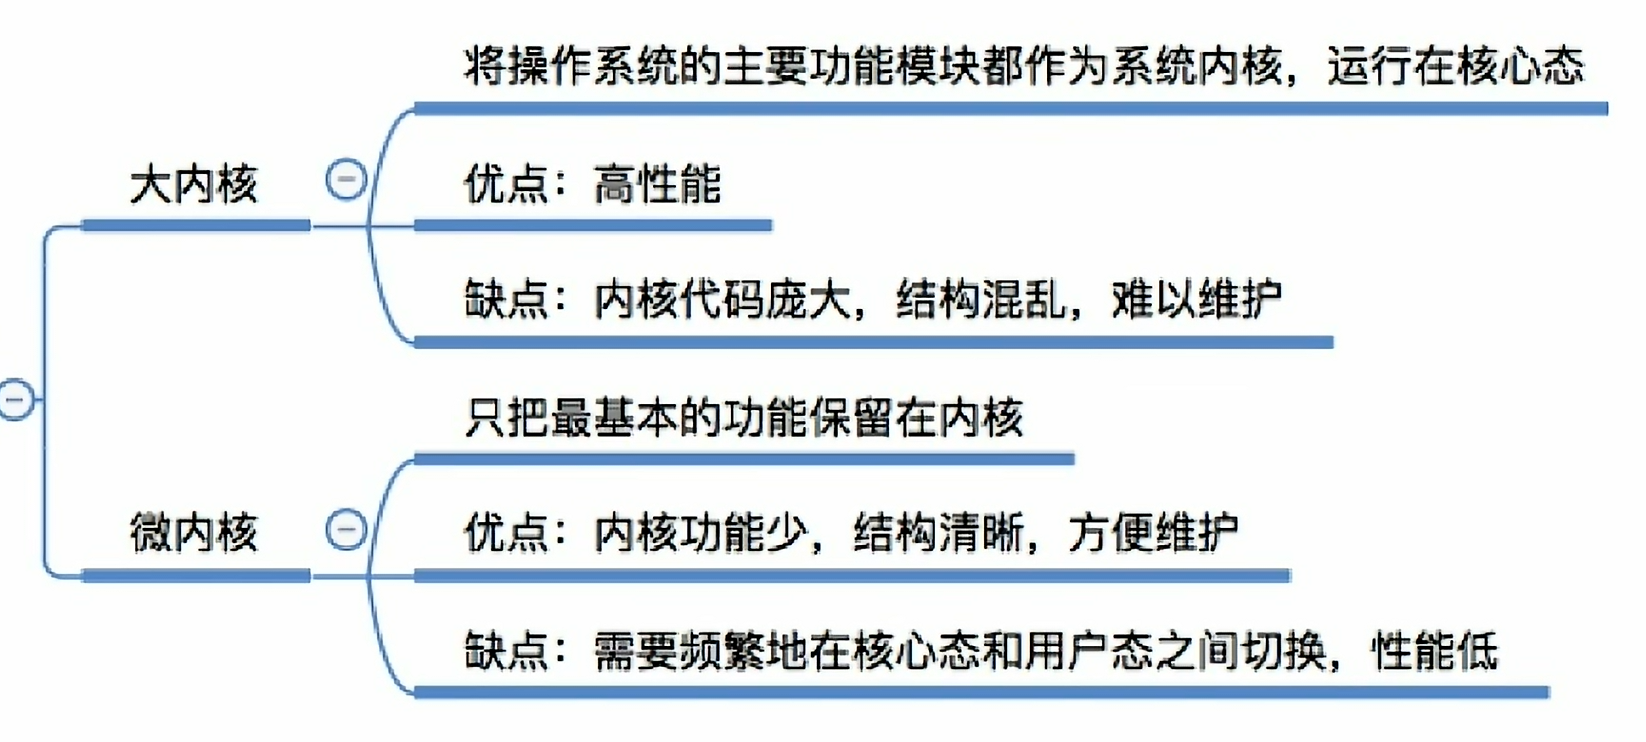 将操作系统的主要功能模块都作为系统内核，运行在核心态
大内核
优点：高性能
缺点：内核代码庞大，结构混乱，难以维护
只把最基本的功能保留在内核
微内核
优点：内核功能少，结构清晰，方便维护
缺点：需要频繁地在核心态和用户态之间切换，性能低